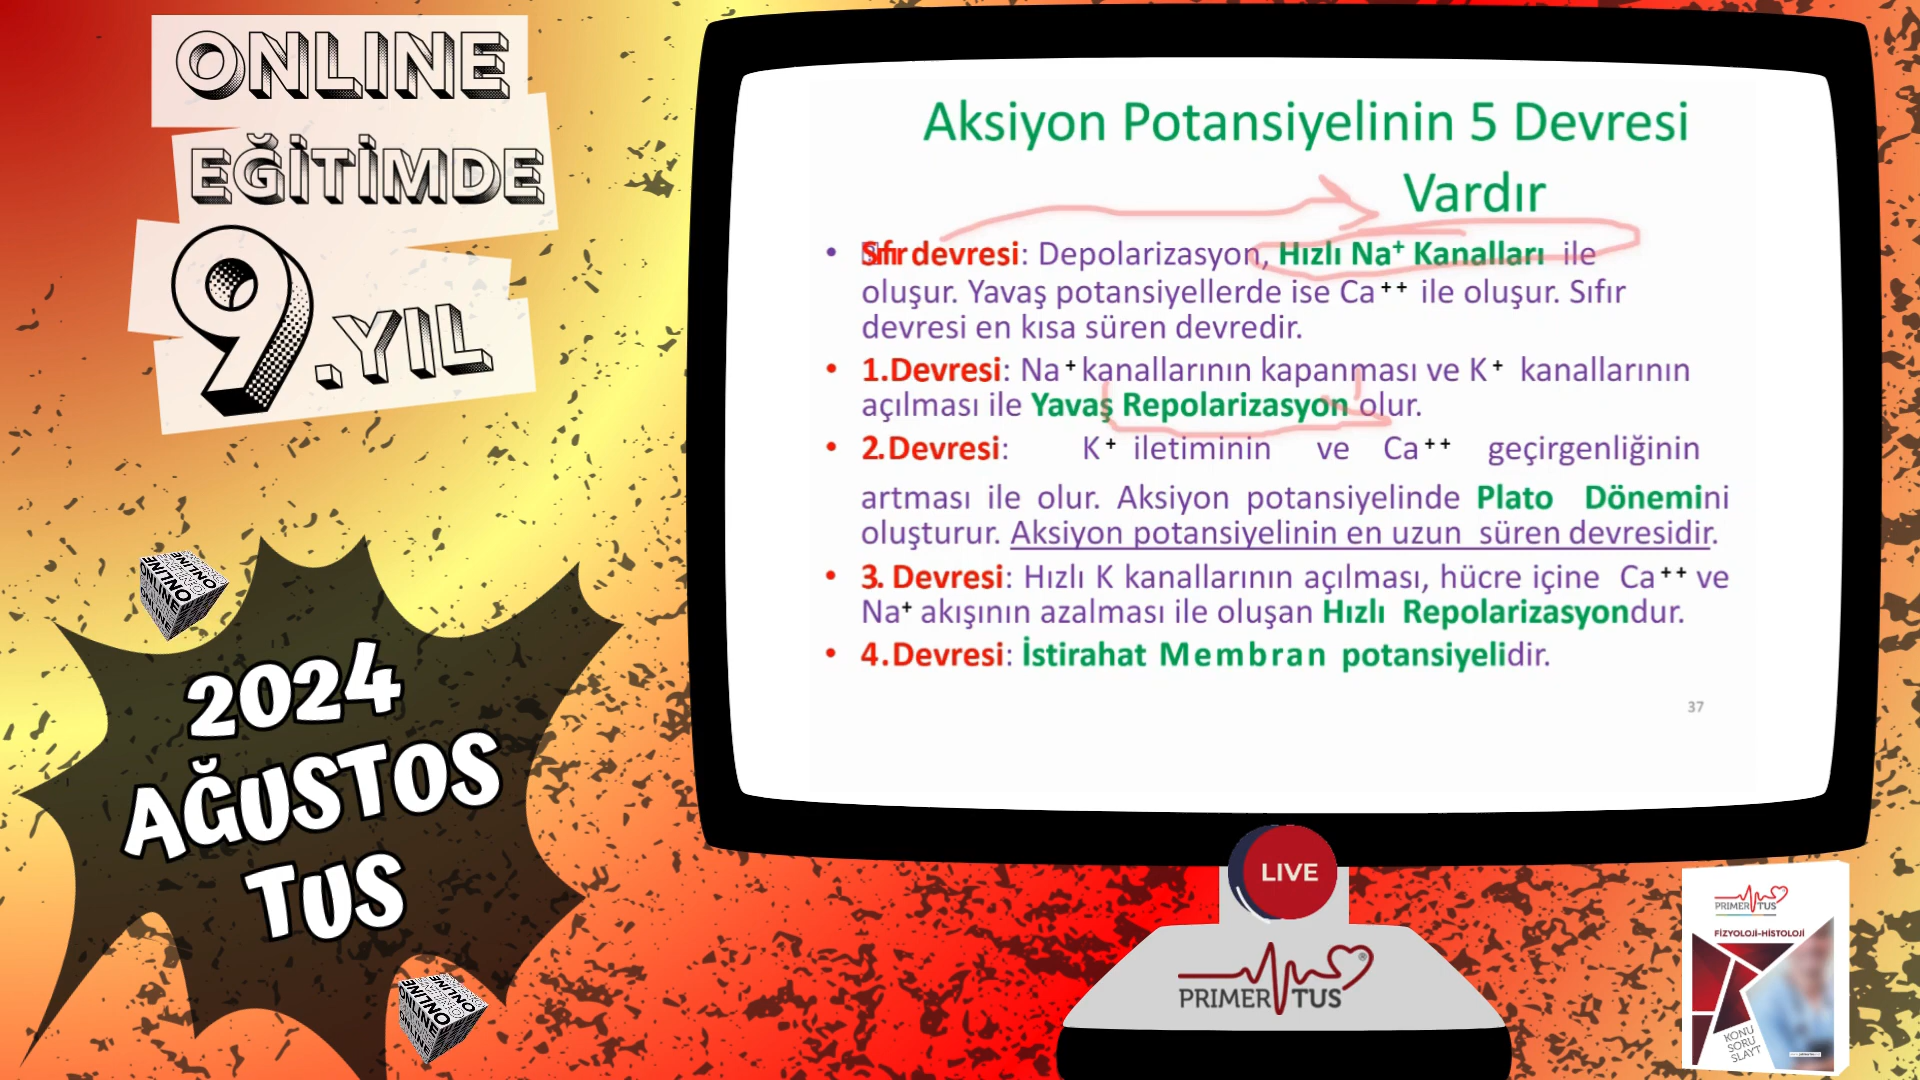 ONLINE
EĞİTİMDE
9.YIL
2024
AĞUSTOS
TUS
Aksiyon Potansiyelinin 5 Devresi
Vardır
• Sıfır devresi: Depolarizasyon, Hızlı Na⁺ Kanalları ile
oluşur. Yavaş potansiyellerde ise Ca⁺⁺ ile oluşur. Sıfır
devresi en kısa süren devredir.
• 1.Devresi: Na⁺ kanallarının kapanması ve K⁺ kanallarının
açılması ile Yavaş Repolarizasyon olur.
• 2.Devresi: K⁺ iletiminin ve Ca⁺⁺ geçirgenliğinin
artması ile olur. Aksiyon potansiyelinde Plato Dönemini
oluşturur. Aksiyon potansiyelinin en uzun süren devresidir.
• 3. Devresi: Hızlı K kanallarının açılması, hücre içine Ca⁺⁺ ve
Na⁺ akışının azalması ile oluşan Hızlı Repolarizasyondur.
• 4.Devresi: İstirahat Membran potansiyelidir.
37
LIVE
PRIMER TUS
PRIMER TUS
FİZYOLOJİ-HİSTOLOJİ
KONU
SORU
SLAYT
ONLINE
ONLINE
ONLINE
ONLINE